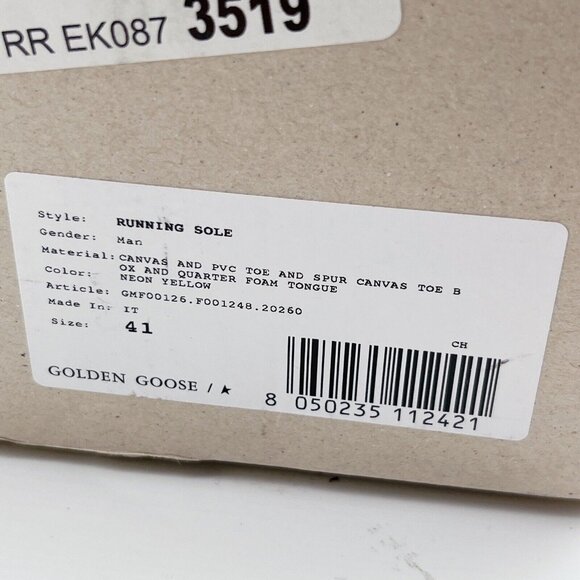 RR EK087 3519
Style: RUNNING SOLE
Gender: Man
Material: CANVAS AND PVC TOE AND SPUR CANVAS TOE B
OX AND QUARTER FOAM TONGUE
Color: NEON YELLOW
Article: GMF00126.F001248.20260
Made In: IT
Size: 41
CH
GOLDEN GOOSE / ★
8 050235 112421